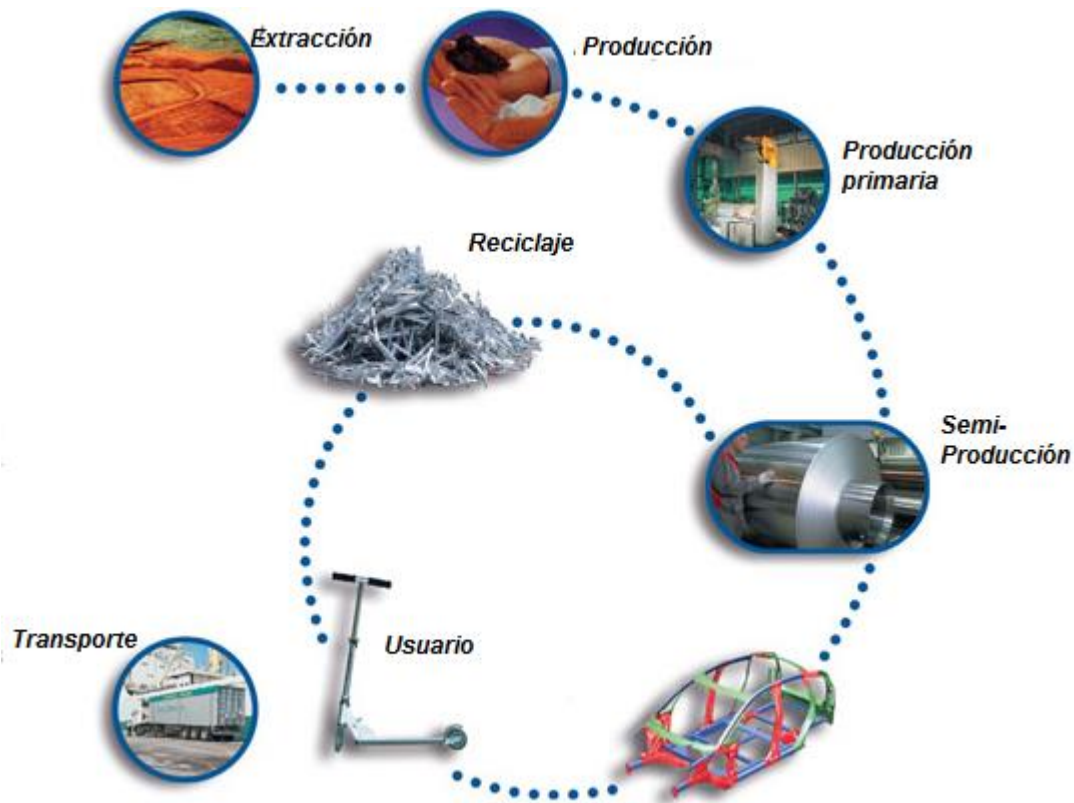 Extracción
Producción
Producción
primaria
Reciclaje
Semi-
Producción
Transporte
Usuario